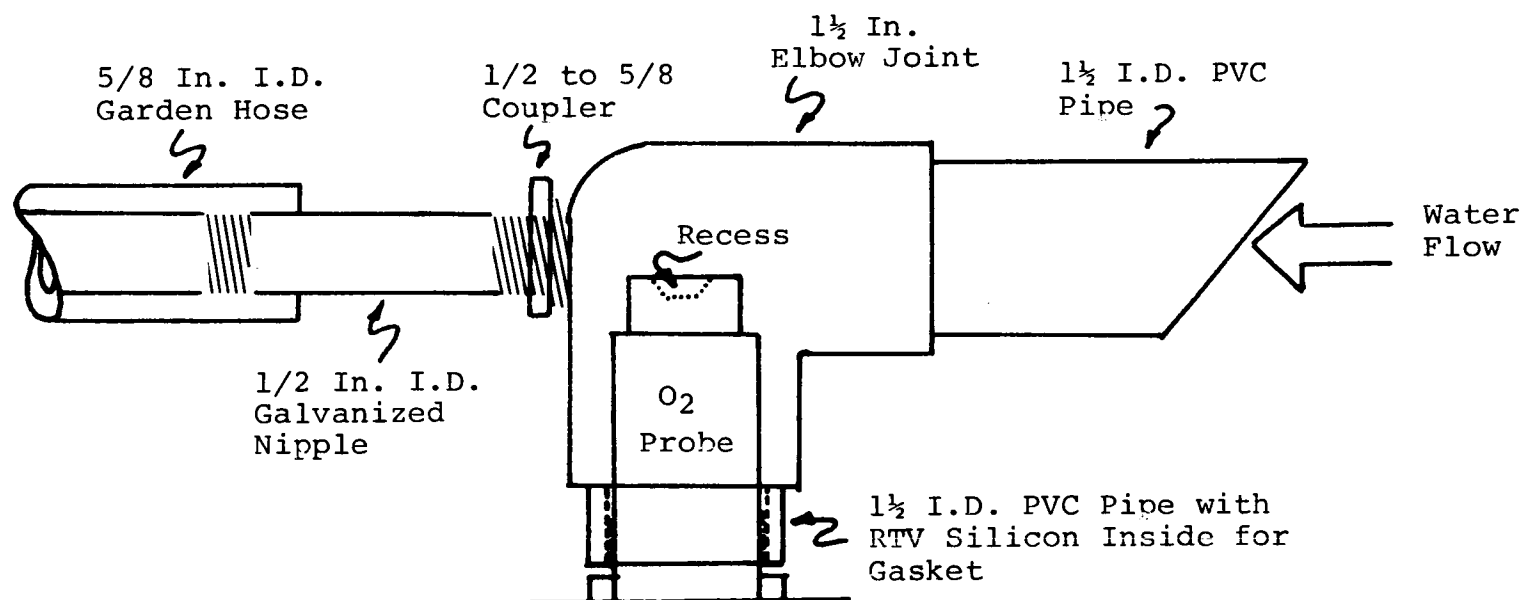 1½ In.
Elbow Joint
5/8 In. I.D.
Garden Hose
1/2 to 5/8
Coupler
1½ I.D. PVC
Pipe
Water
Flow
Recess
1/2 In. I.D.
Galvanized
Nipple
O₂
Probe
1½ I.D. PVC Pipe with
RTV Silicon Inside for
Gasket